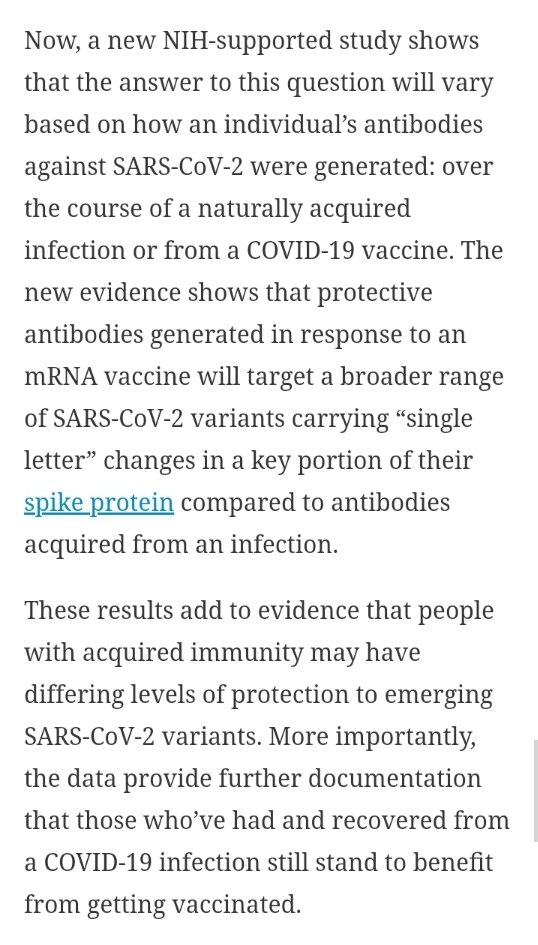 Now, a new NIH-supported study shows
that the answer to this question will vary
based on how an individual’s antibodies
against SARS-CoV-2 were generated: over
the course of a naturally acquired
infection or from a COVID-19 vaccine. The
new evidence shows that protective
antibodies generated in response to an
mRNA vaccine will target a broader range
of SARS-CoV-2 variants carrying “single
letter” changes in a key portion of their
spike protein compared to antibodies
acquired from an infection.
These results add to evidence that people
with acquired immunity may have
differing levels of protection to emerging
SARS-CoV-2 variants. More importantly,
the data provide further documentation
that those who’ve had and recovered from
a COVID-19 infection still stand to benefit
from getting vaccinated.